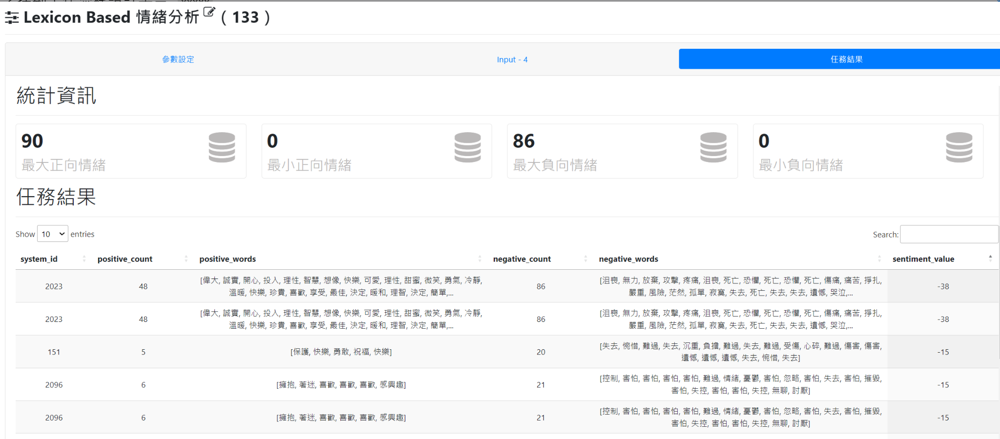 Lexicon Based 情緒分析 ( 133 )
參數設定
Input - 4
任務結果
統計資訊
90
最大正向情緒
0
最小正向情緒
86
最大負向情緒
0
最小負向情緒
任務結果
Show 10 entries
Search:
system_id positive_count positive_words negative_count negative_words sentiment_value
2023 48 [偉大, 誠實, 開心, 投入, 理性, 智慧, 想像, 快樂, 可愛, 理性, 甜蜜, 微笑, 勇氣, 冷靜,
溫暖, 快樂, 珍貴, 喜歡, 享受, 最佳, 決定, 暖和, 理智, 決定, 簡單,...
86 [沮喪, 無力, 放棄, 攻擊, 疼痛, 沮喪, 死亡, 恐懼, 死亡, 恐懼, 死亡, 傷痛, 痛苦, 掙扎,
嚴重, 風險, 茫然, 孤單, 寂寞, 失去, 死亡, 失去, 失去, 遺憾, 哭泣,...
-38
2023 48 [偉大, 誠實, 開心, 投入, 理性, 智慧, 想像, 快樂, 可愛, 理性, 甜蜜, 微笑, 勇氣, 冷靜,
溫暖, 快樂, 珍貴, 喜歡, 享受, 最佳, 決定, 暖和, 理智, 決定, 簡單,...
86 [沮喪, 無力, 放棄, 攻擊, 疼痛, 沮喪, 死亡, 恐懼, 死亡, 恐懼, 死亡, 傷痛, 痛苦, 掙扎,
嚴重, 風險, 茫然, 孤單, 寂寞, 失去, 死亡, 失去, 失去, 遺憾, 哭泣,...
-38
151 5 [保護, 快樂, 勇敢, 祝福, 快樂]
20 [失去, 惋惜, 難過, 失去, 沉重, 負擔, 難過, 失去, 難過, 受傷, 心碎, 難過, 傷害, 傷害,
遺憾, 遺憾, 遺憾, 失去, 惋惜, 失去]
-15
2096 6 [擁抱, 著迷, 喜歡, 喜歡, 喜歡, 感興趣]
21 [控制, 害怕, 害怕, 害怕, 害怕, 難過, 情緒, 憂鬱, 害怕, 忽略, 害怕, 失去, 害怕, 摧毀,
害怕, 失控, 害怕, 害怕, 失控, 無聊, 討厭]
-15
2096 6 [擁抱, 著迷, 喜歡, 喜歡, 喜歡, 感興趣]
21 [控制, 害怕, 害怕, 害怕, 害怕, 難過, 情緒, 憂鬱, 害怕, 忽略, 害怕, 失去, 害怕, 摧毀,
害怕, 失控, 害怕, 害怕, 失控, 無聊, 討厭]
-15